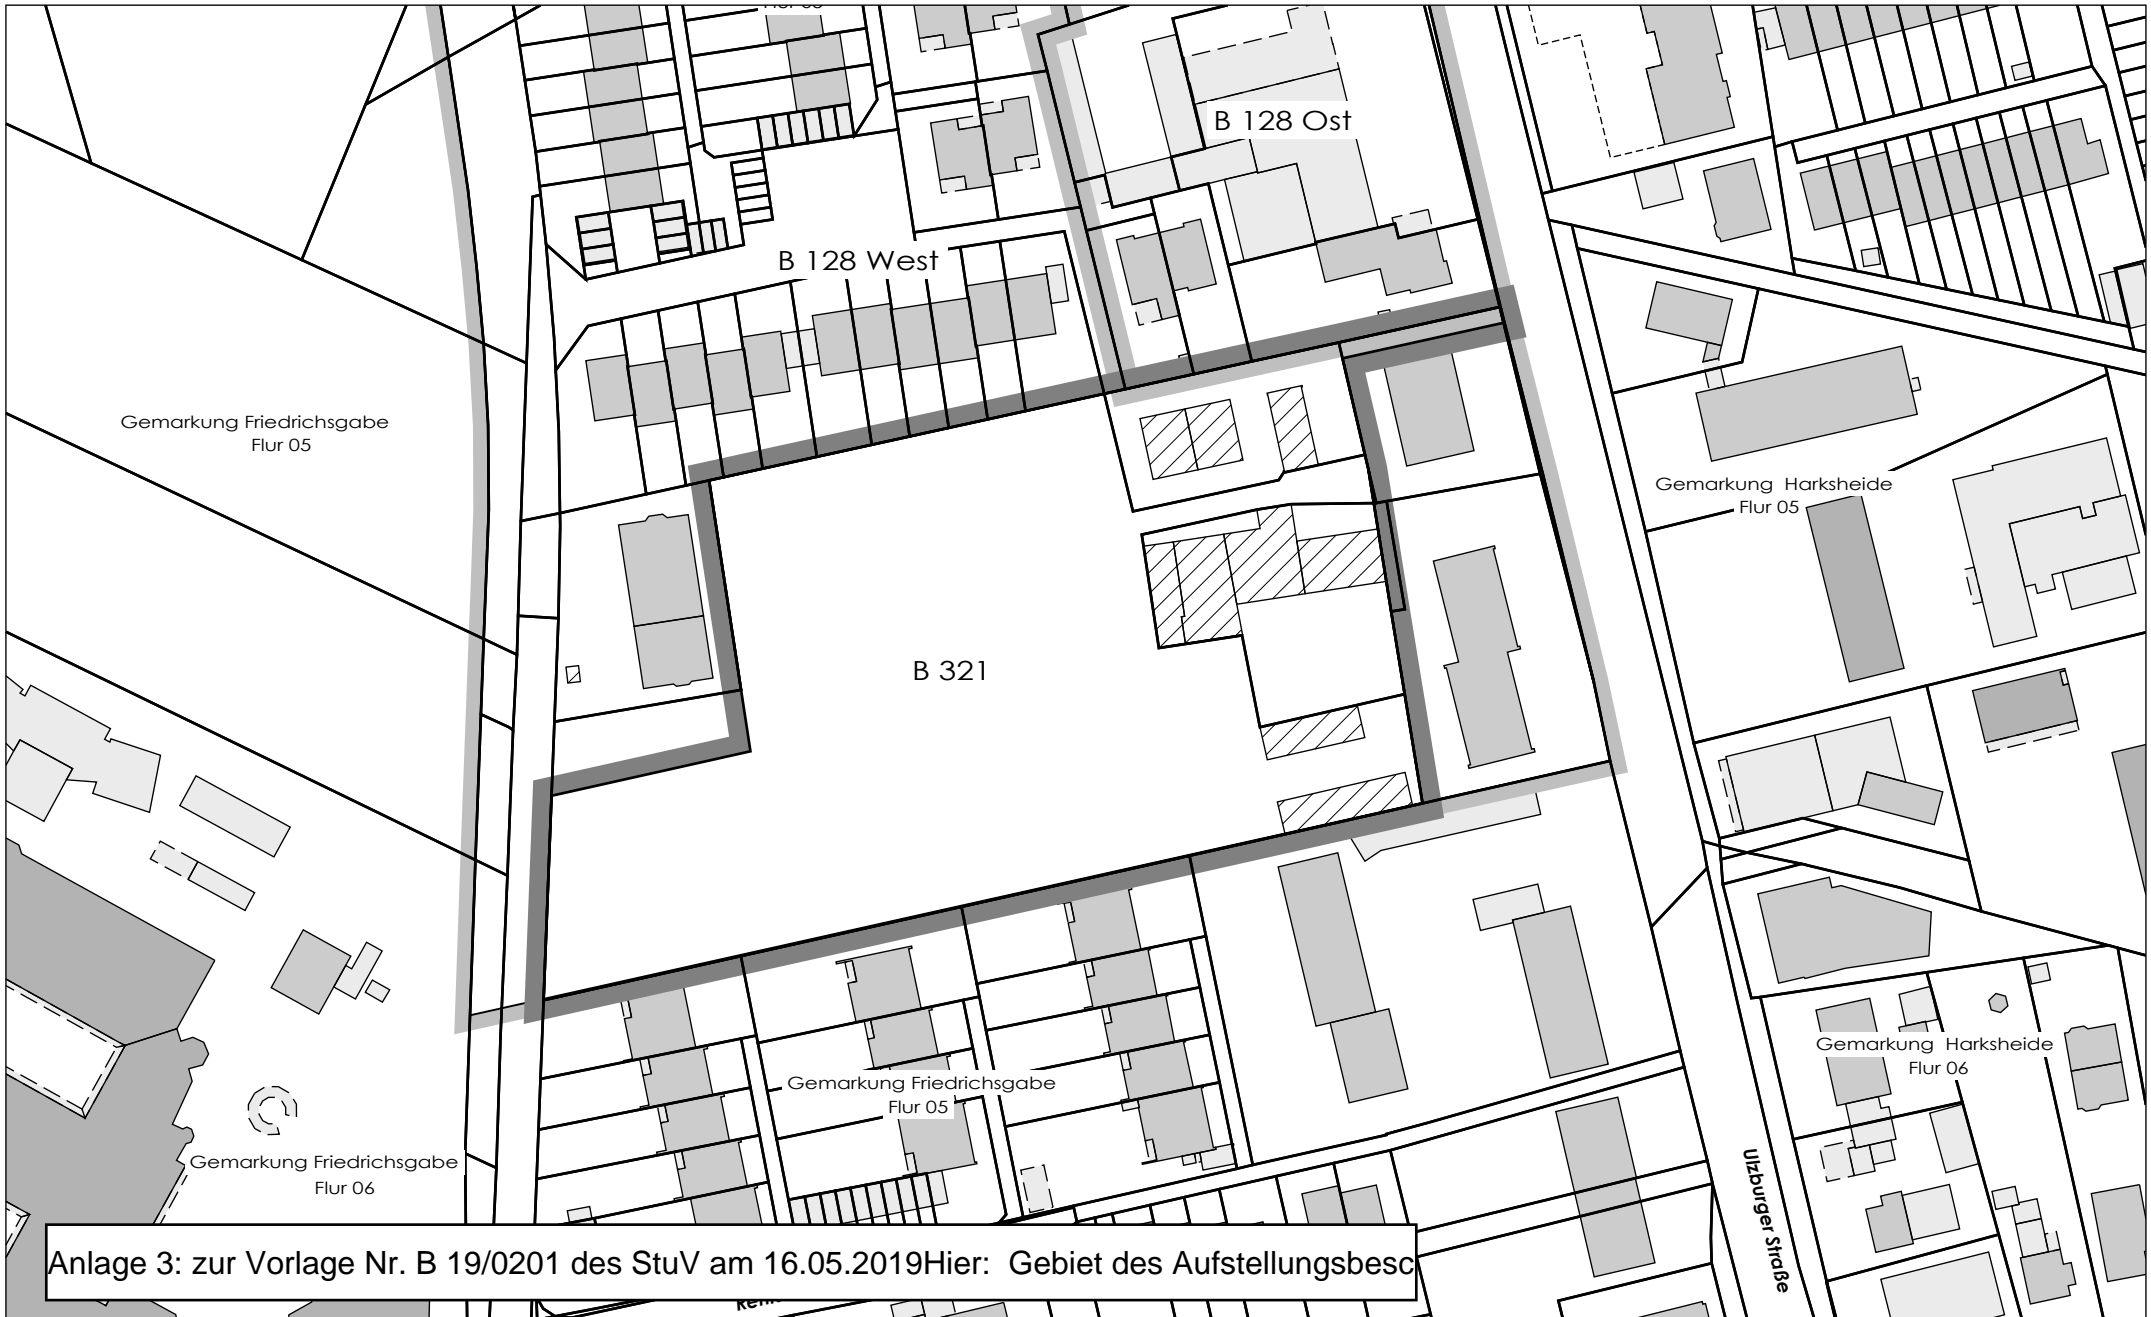 B 128 Ost
B 128 West
Gemarkung Friedrichsgabe
Flur 05
Gemarkung Harksheide
Flur 05
B 321
Gemarkung Harksheide
Flur 06
Gemarkung Friedrichsgabe
Flur 05
Gemarkung Friedrichsgabe
Flur 06
Ulzburger Straße
Anlage 3: zur Vorlage Nr. B 19/0201 des StuV am 16.05.2019Hier: Gebiet des Aufstellungsbesc